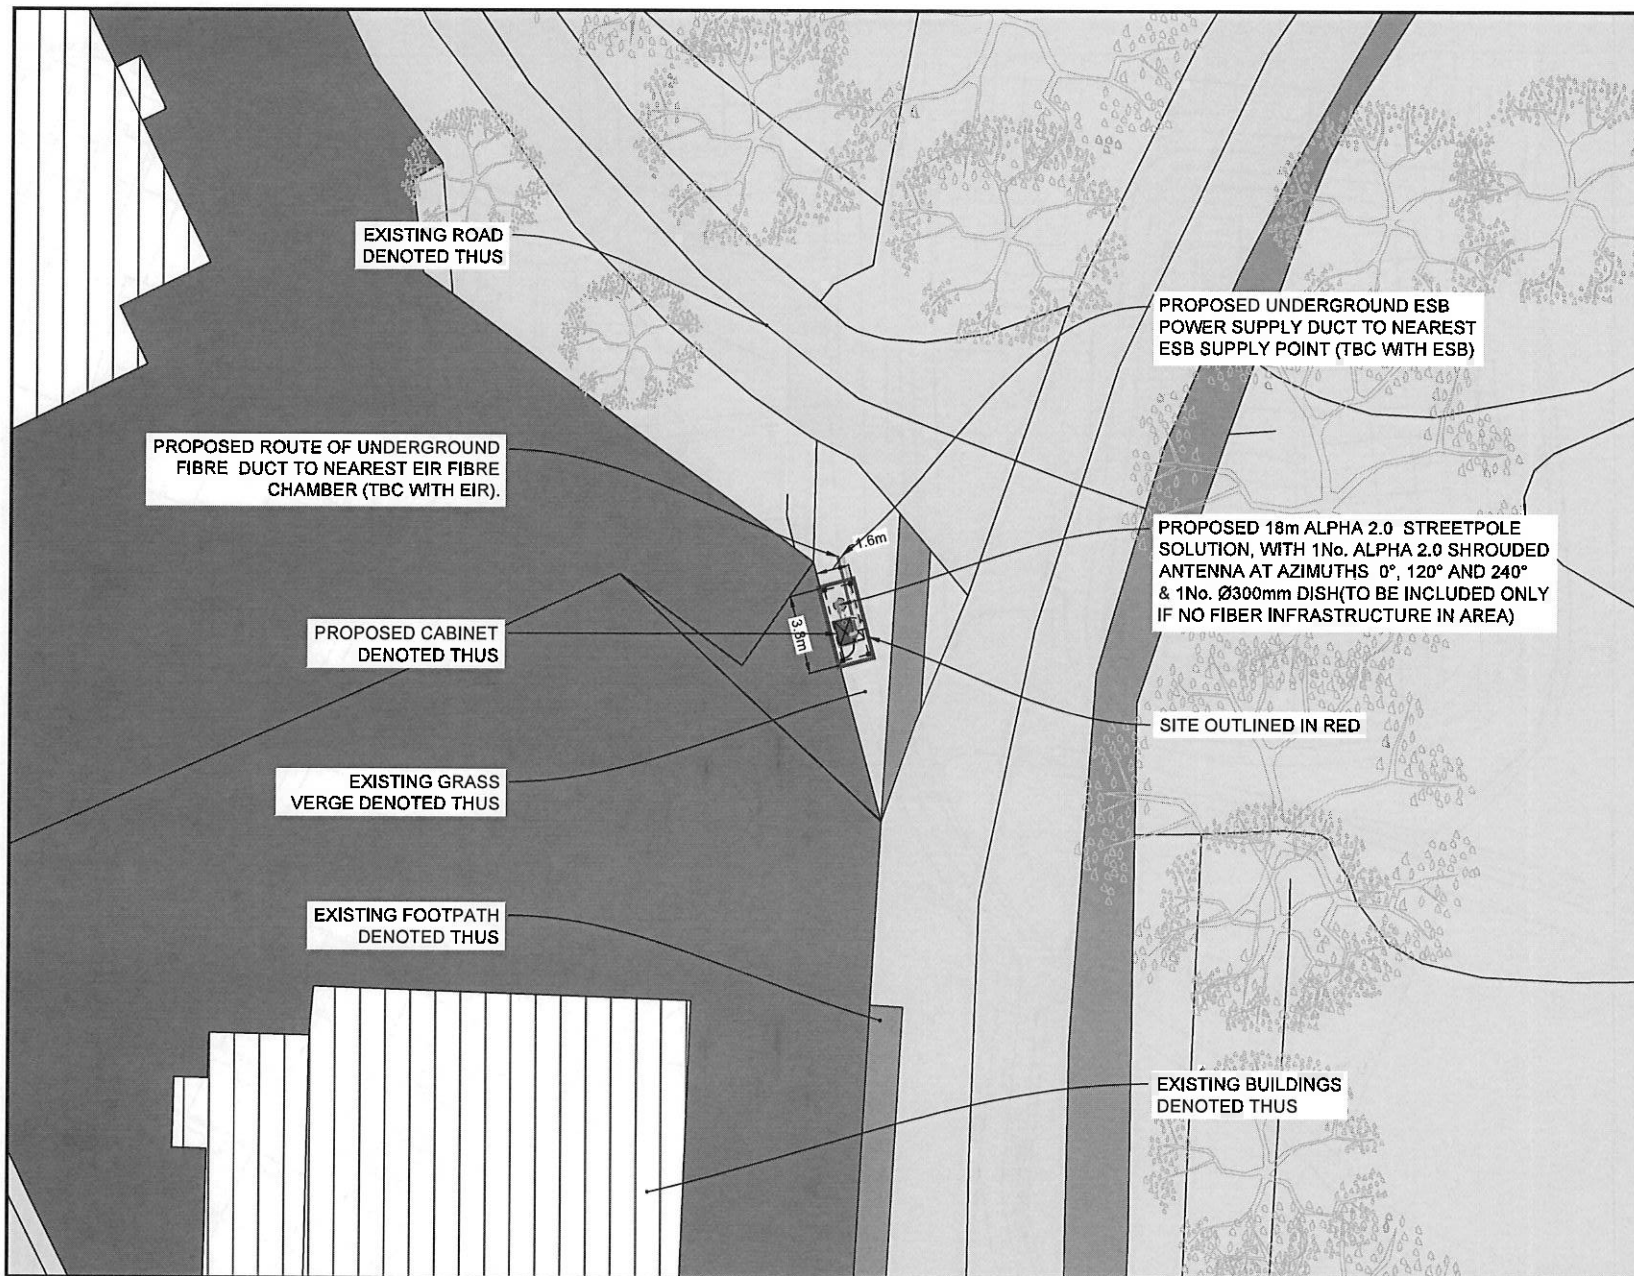 EXISTING ROAD
DENOTED THUS
PROPOSED UNDERGROUND ESB
POWER SUPPLY DUCT TO NEAREST
ESB SUPPLY POINT (TBC WITH ESB)
PROPOSED ROUTE OF UNDERGROUND
FIBRE DUCT TO NEAREST EIR FIBRE
CHAMBER (TBC WITH EIR).
1.6m
PROPOSED 18m ALPHA 2.0 STREETPOLE
SOLUTION, WITH 1No. ALPHA 2.0 SHROUDED
ANTENNA AT AZIMUTHS 0°, 120° AND 240°
& 1No. Ø300mm DISH(TO BE INCLUDED ONLY
IF NO FIBER INFRASTRUCTURE IN AREA)
3.8m
PROPOSED CABINET
DENOTED THUS
SITE OUTLINED IN RED
EXISTING GRASS
VERGE DENOTED THUS
EXISTING FOOTPATH
DENOTED THUS
EXISTING BUILDINGS
DENOTED THUS